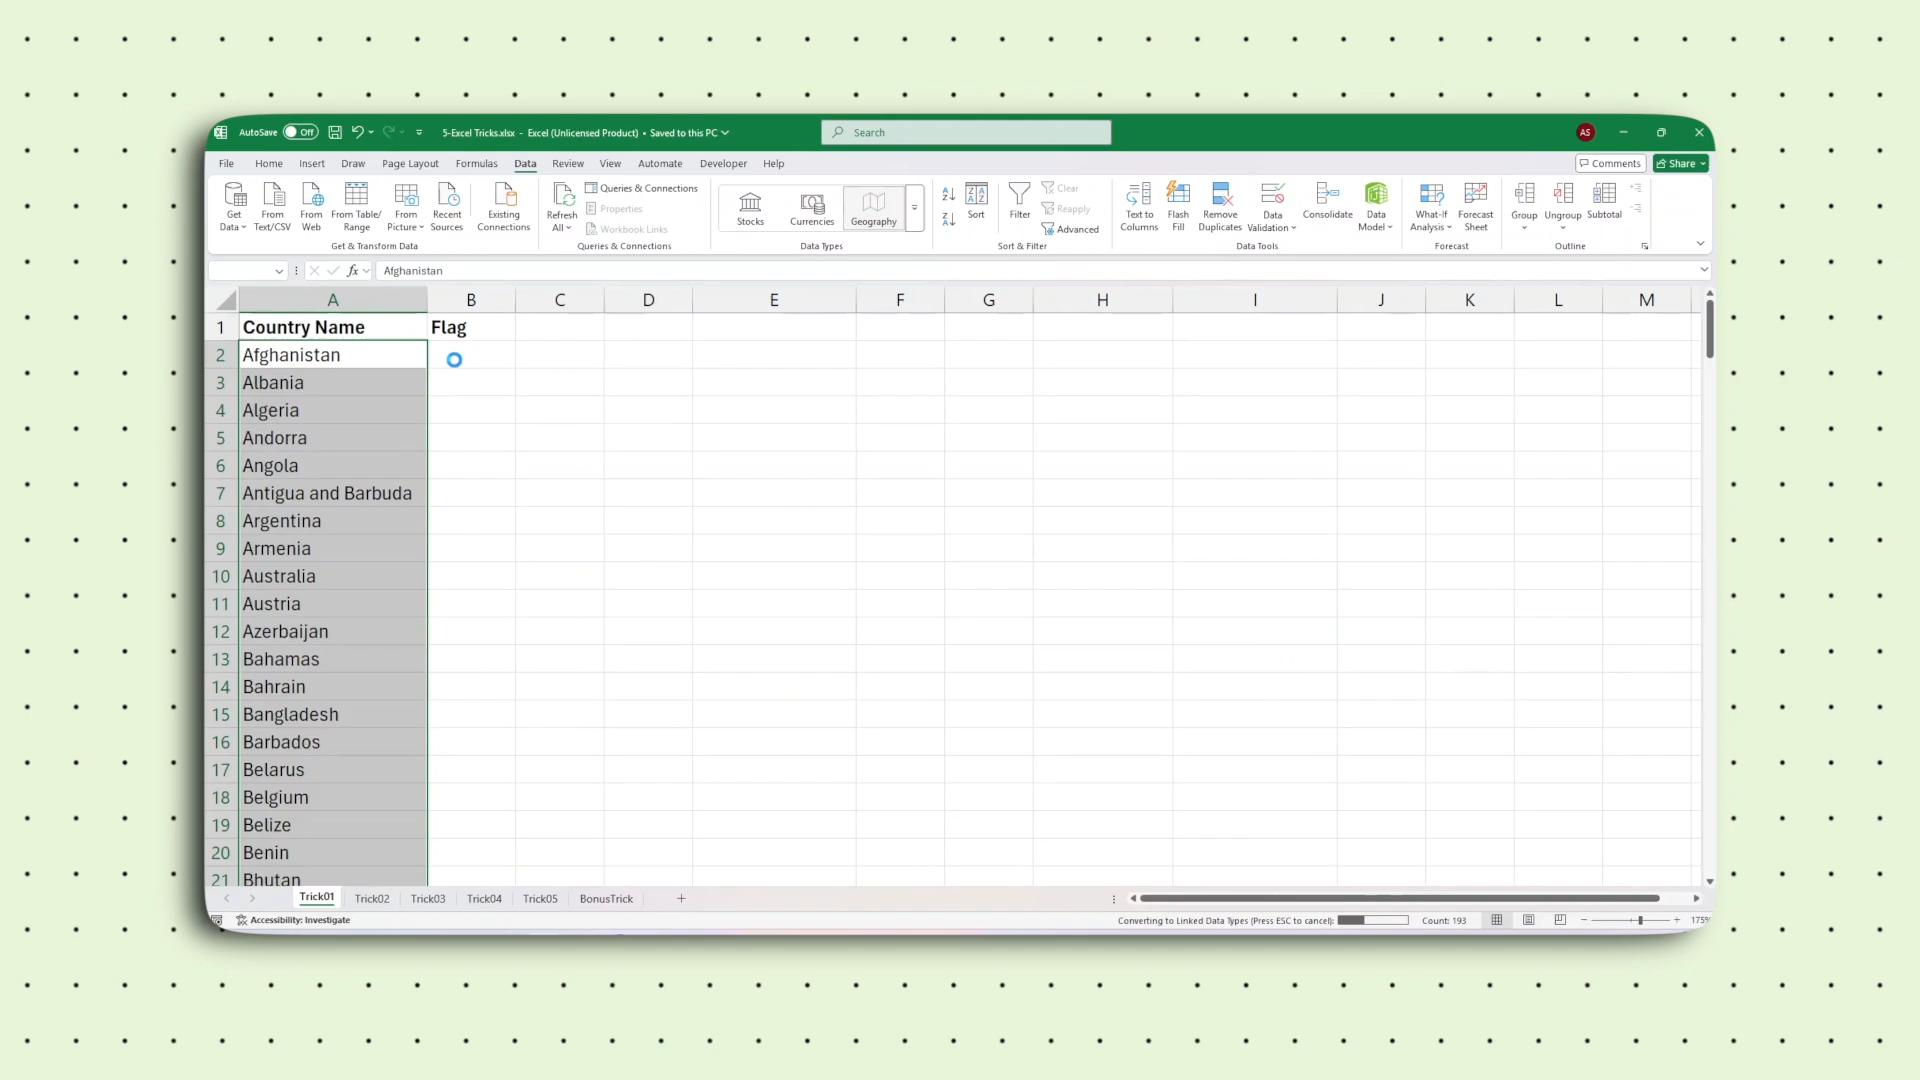 AutoSave Off 5-Excel Tricks.xlsx - Excel (Unlicensed Product) • Saved to this PC Search AS
File Home Insert Draw Page Layout Formulas Data Review View Automate Developer Help Comments Share
Get Data From Text/CSV From Web From Table/Range From Picture Recent Sources Existing Connections
Get & Transform Data
Refresh All Queries & Connections
Properties
Workbook Links
Queries & Connections
Stocks Currencies Geography
Data Types
Sort Filter Clear
Reapply
Advanced
Sort & Filter
Text to Columns Flash Fill Remove Duplicates Data Validation Consolidate Data Model
Data Tools
What-If Analysis Forecast Sheet
Forecast
Group Ungroup Subtotal
Outline
fx Afghanistan
A B C D E F G H I J K L M
1 Country Name Flag
2 Afghanistan
3 Albania
4 Algeria
5 Andorra
6 Angola
7 Antigua and Barbuda
8 Argentina
9 Armenia
10 Australia
11 Austria
12 Azerbaijan
13 Bahamas
14 Bahrain
15 Bangladesh
16 Barbados
17 Belarus
18 Belgium
19 Belize
20 Benin
21 Bhutan
Trick01 Trick02 Trick03 Trick04 Trick05 BonusTrick
Accessibility: Investigate Converting to Linked Data Types (Press ESC to cancel): Count: 193 175%